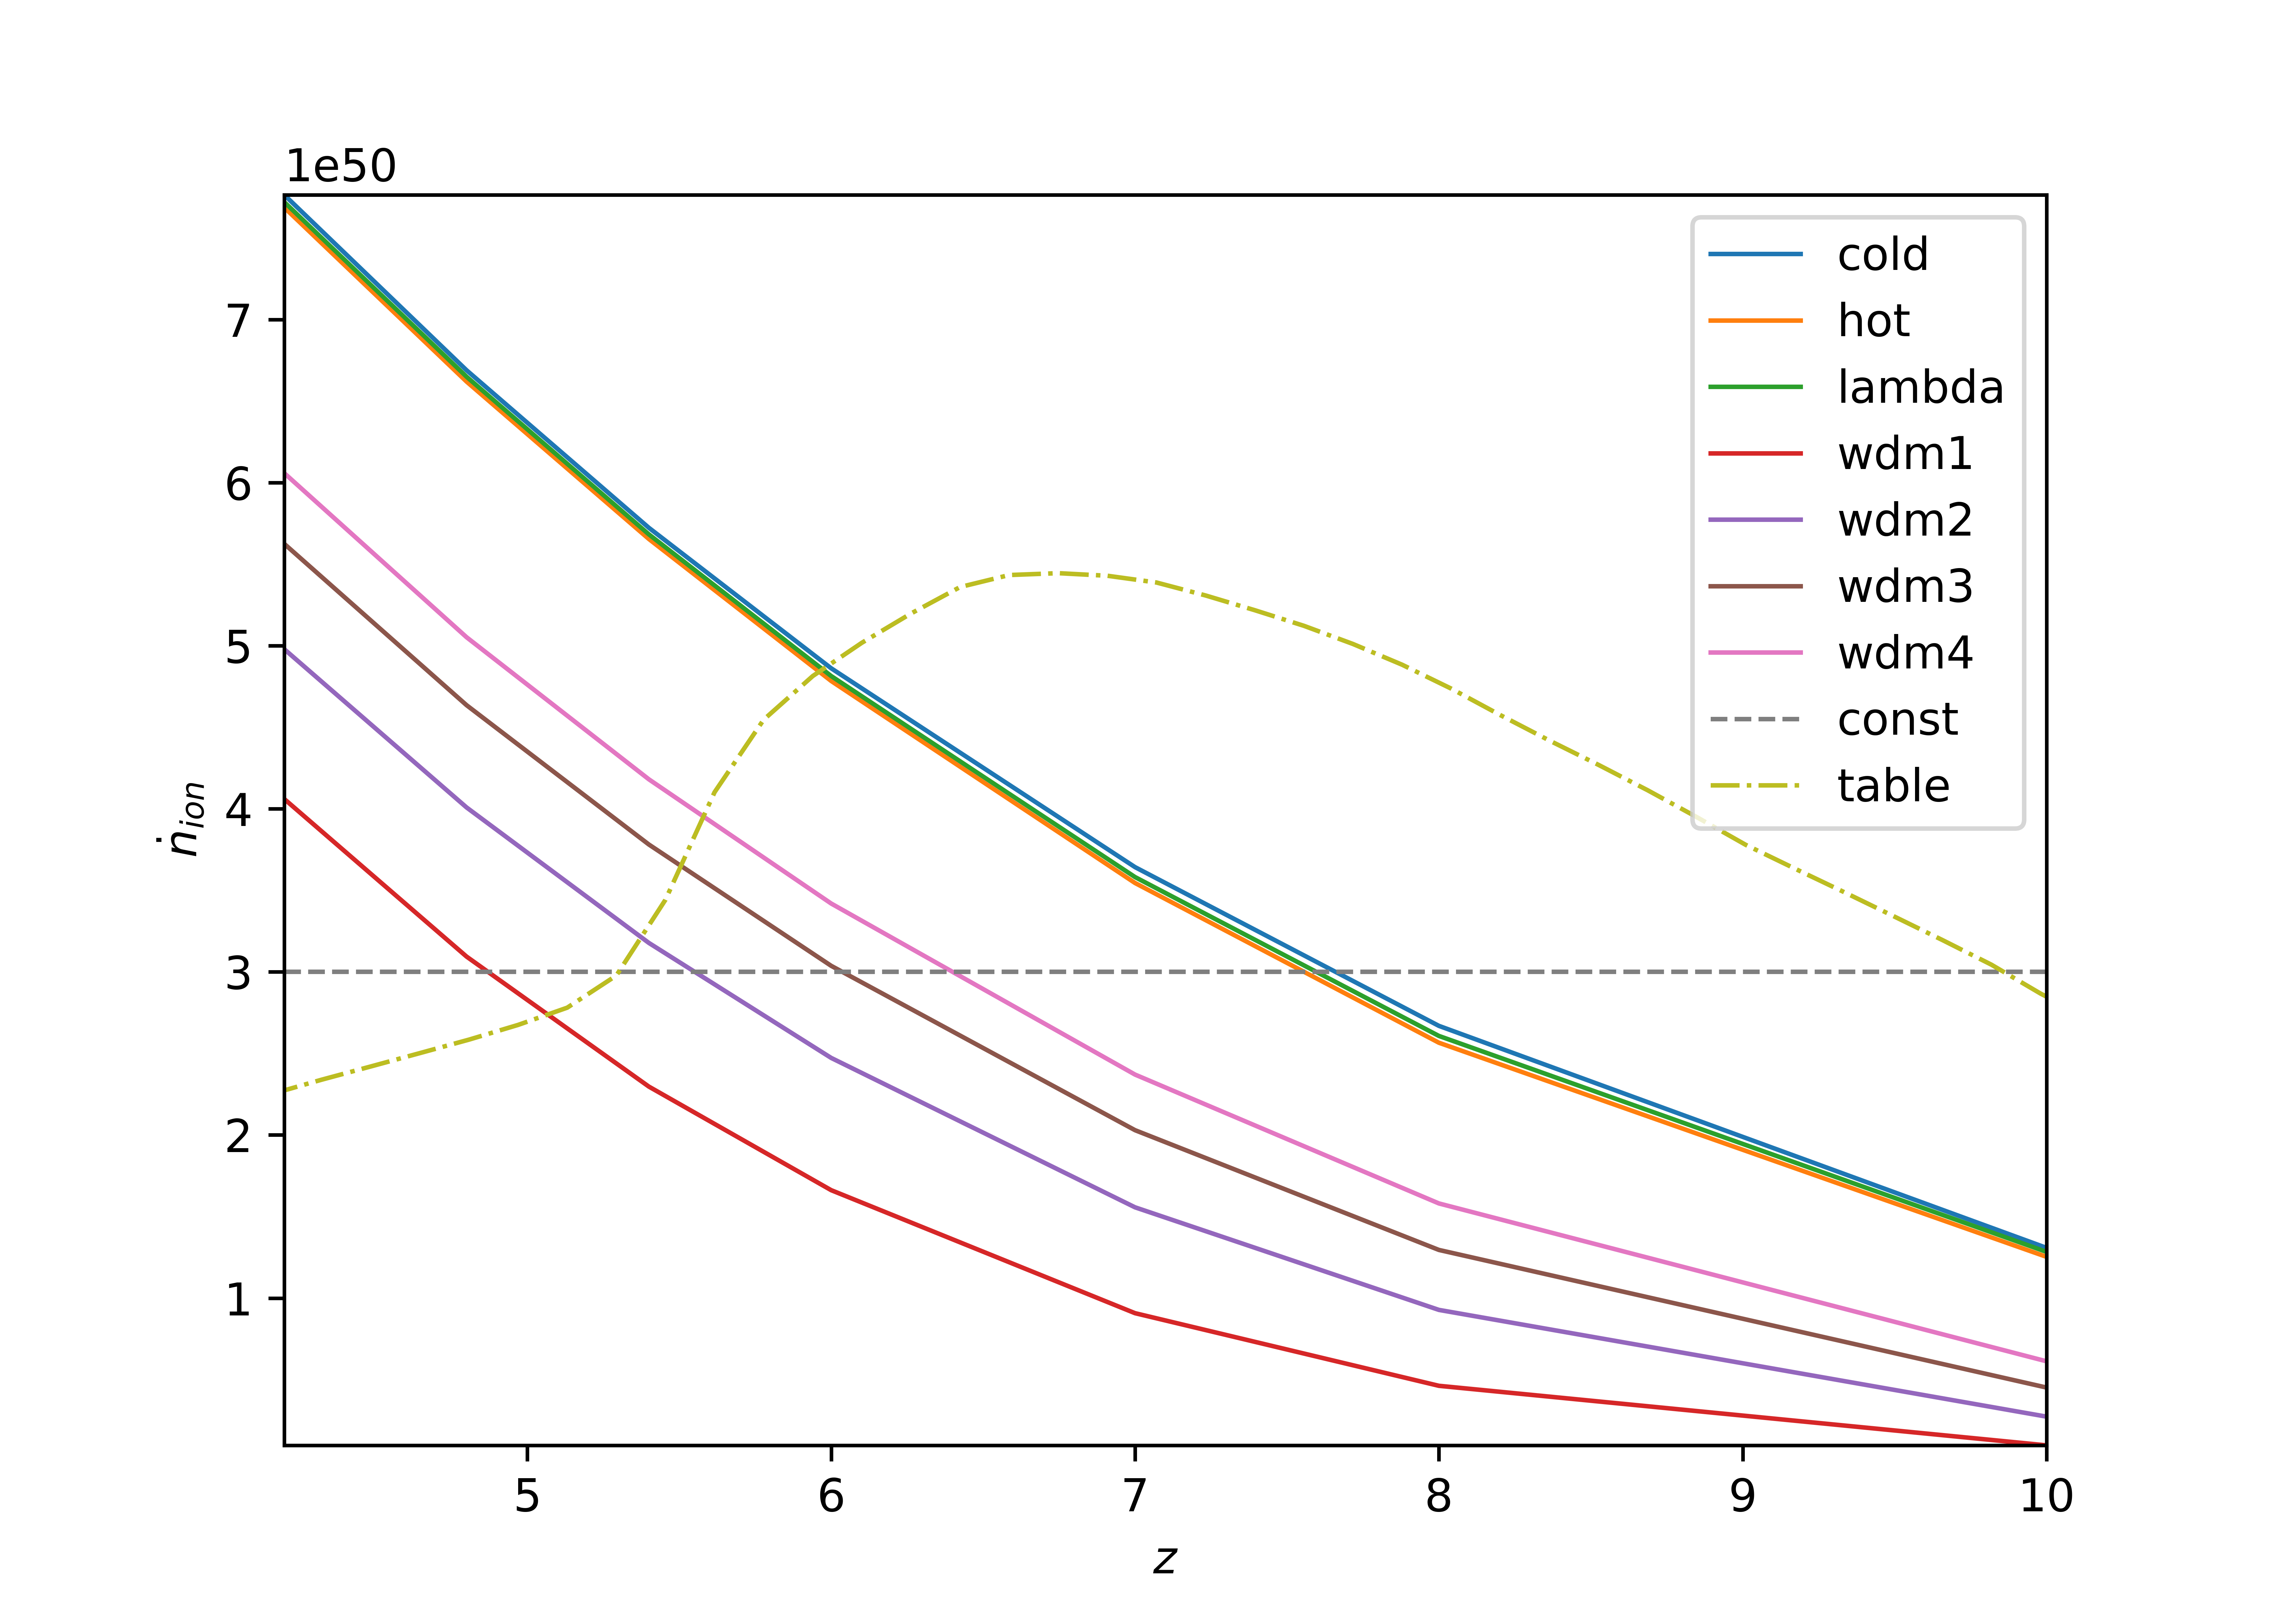 1e50
7
6
5
4
3
2
1
ṅ_ion
5 6 7 8 9 10
z
cold
hot
lambda
wdm1
wdm2
wdm3
wdm4
const
table